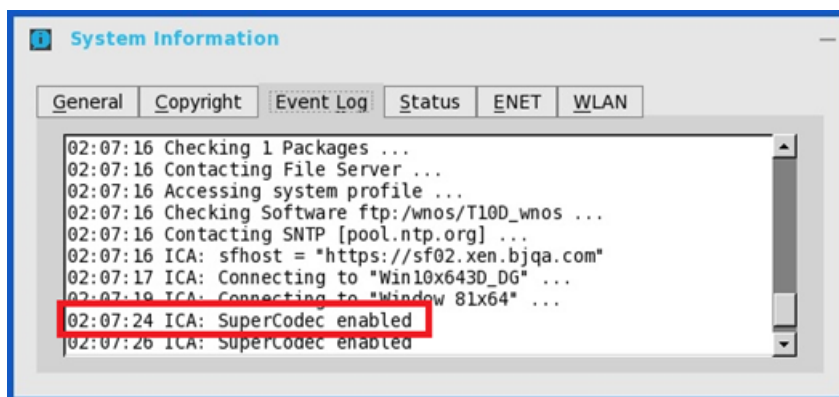 System Information
General Copyright Event Log Status ENET WLAN
02:07:16 Checking 1 Packages ...
02:07:16 Contacting File Server ...
02:07:16 Accessing system profile ...
02:07:16 Checking Software ftp:/wnos/T10D_wnos ...
02:07:16 Contacting SNTP [pool.ntp.org] ...
02:07:16 ICA: sfhost = "https://sf02.xen.bjqa.com"
02:07:17 ICA: Connecting to "Win10x643D_DG" ...
02:07:19 ICA: Connecting to "Window 81x64" ...
02:07:24 ICA: SuperCodec enabled
02:07:26 ICA: SuperCodec enabled